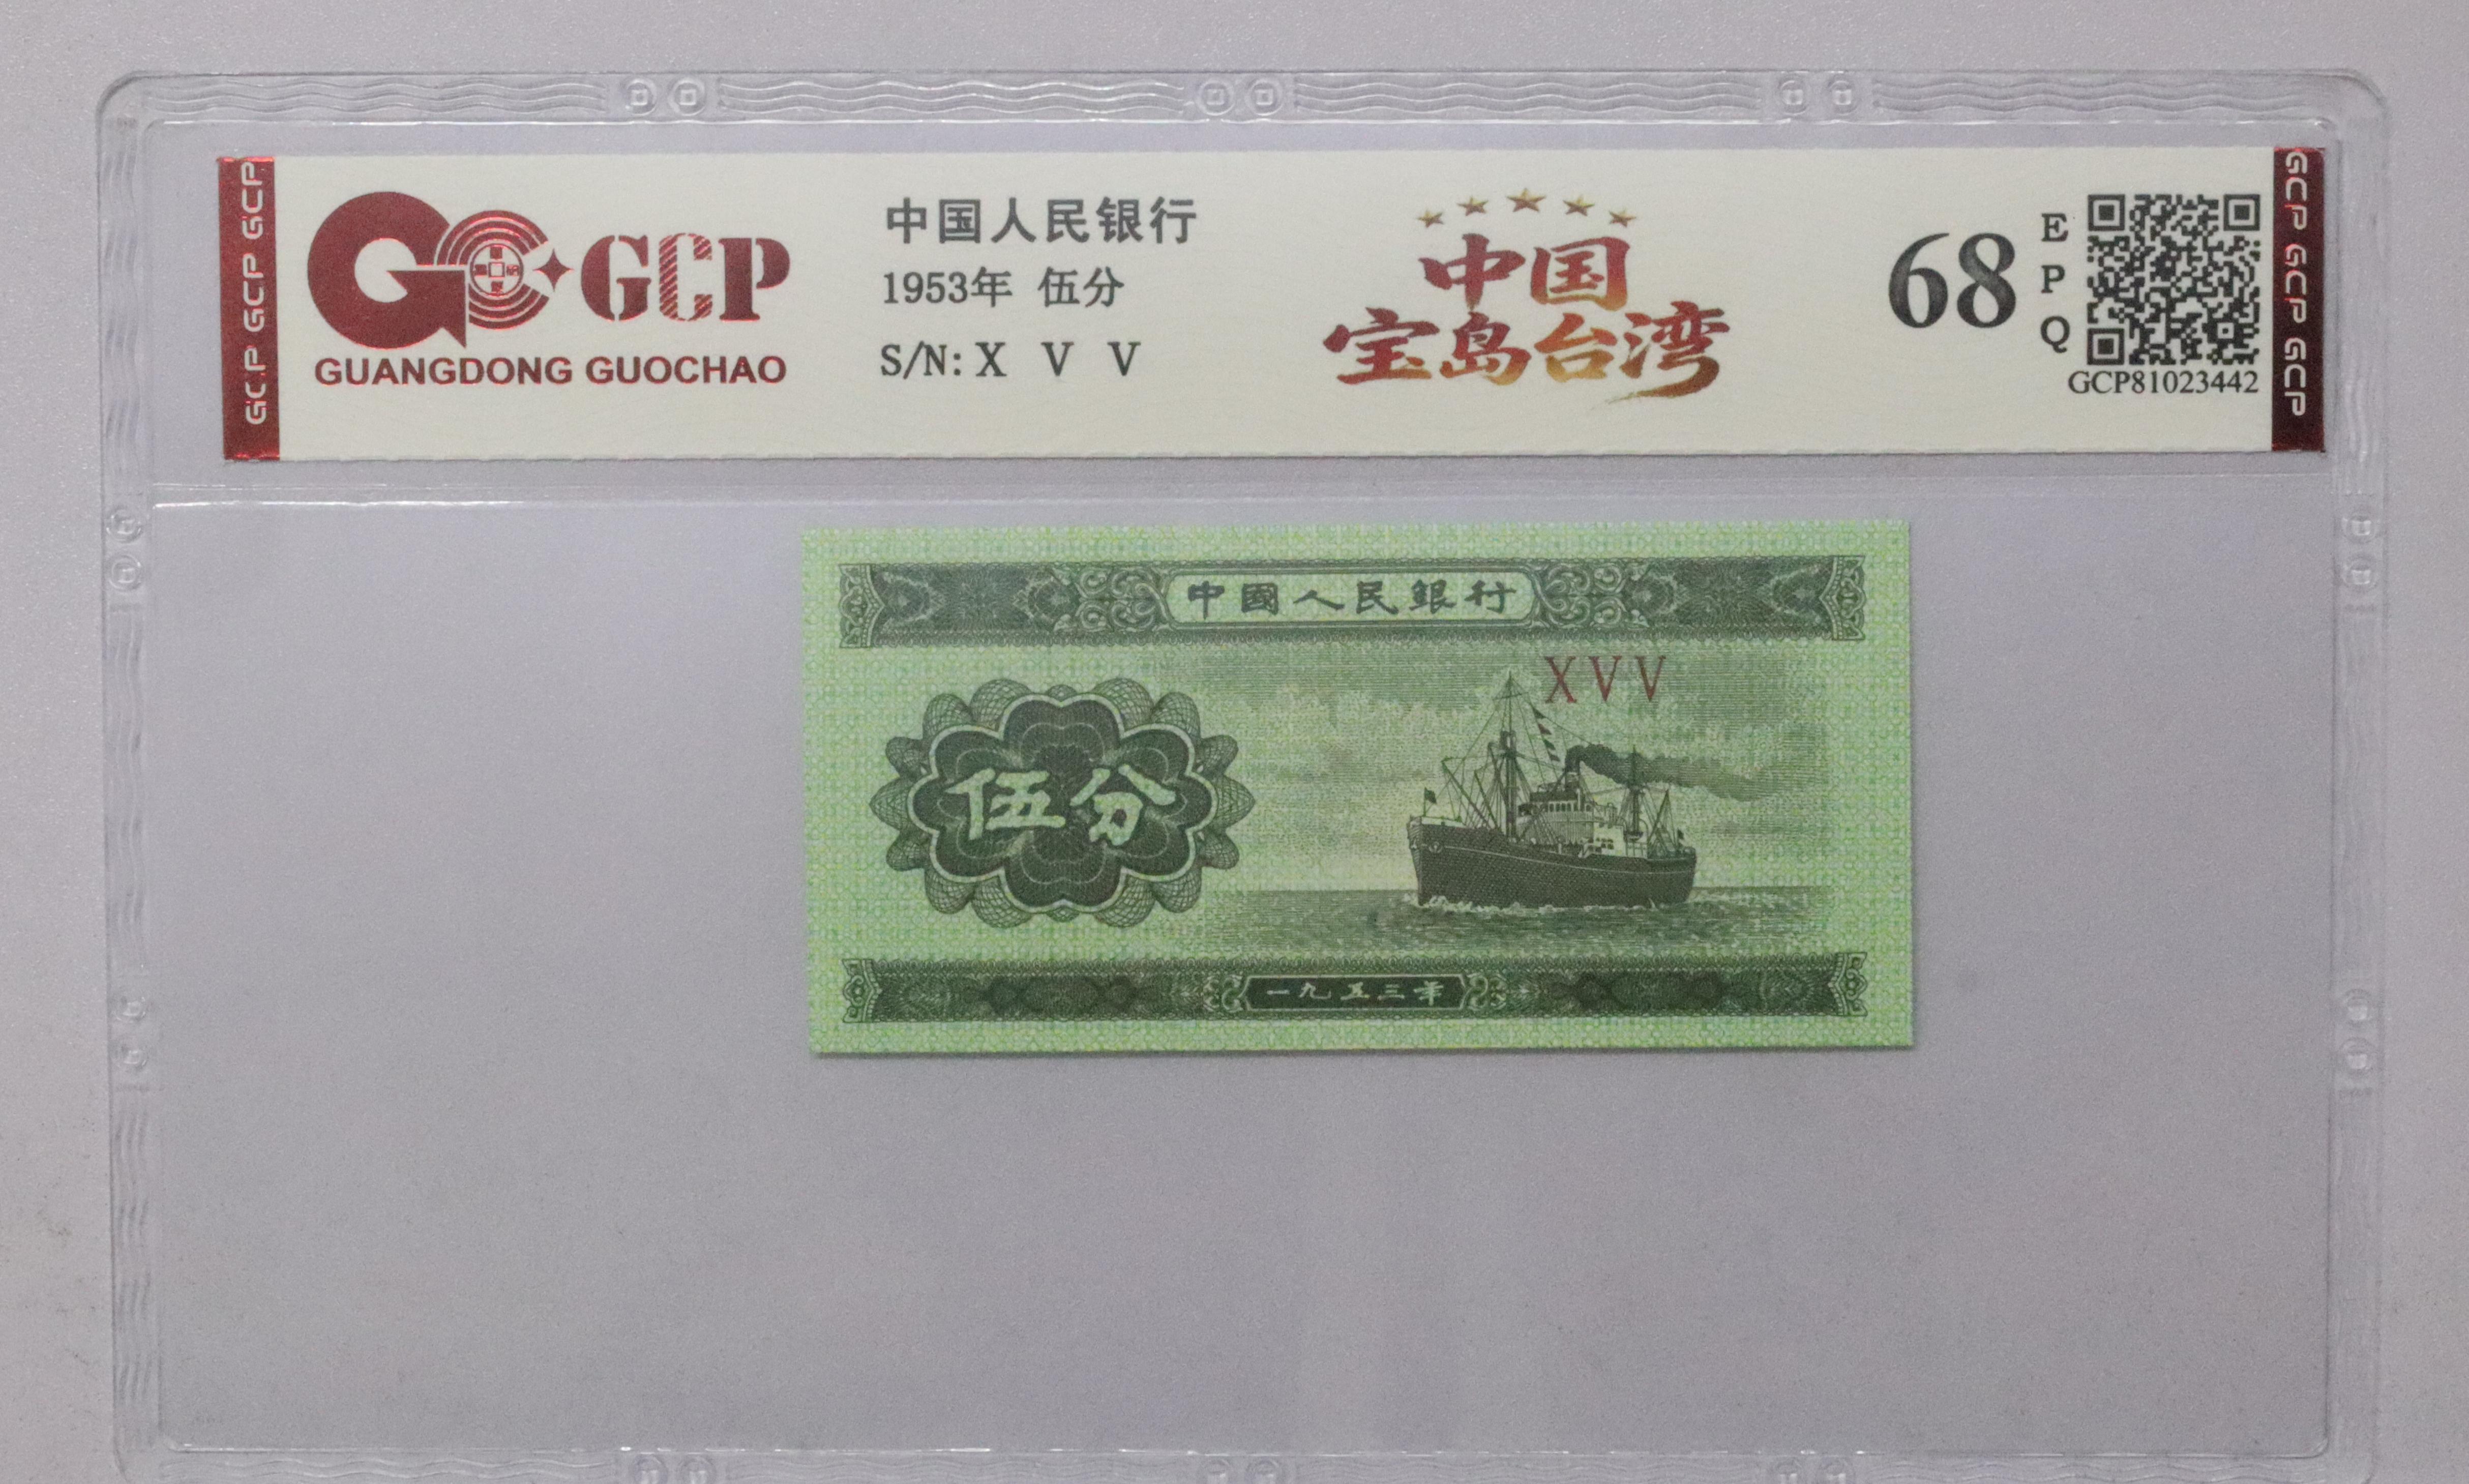 GCP GCP GCP
GCP
GUANGDONG GUOCHAO
中国人民银行
1953年 伍分
S/N: X V V
中国
宝岛台湾
68
E
P
Q
GCP81023442
GCP GCP GCP
中國人民銀行
XVV
伍分
一九五三年